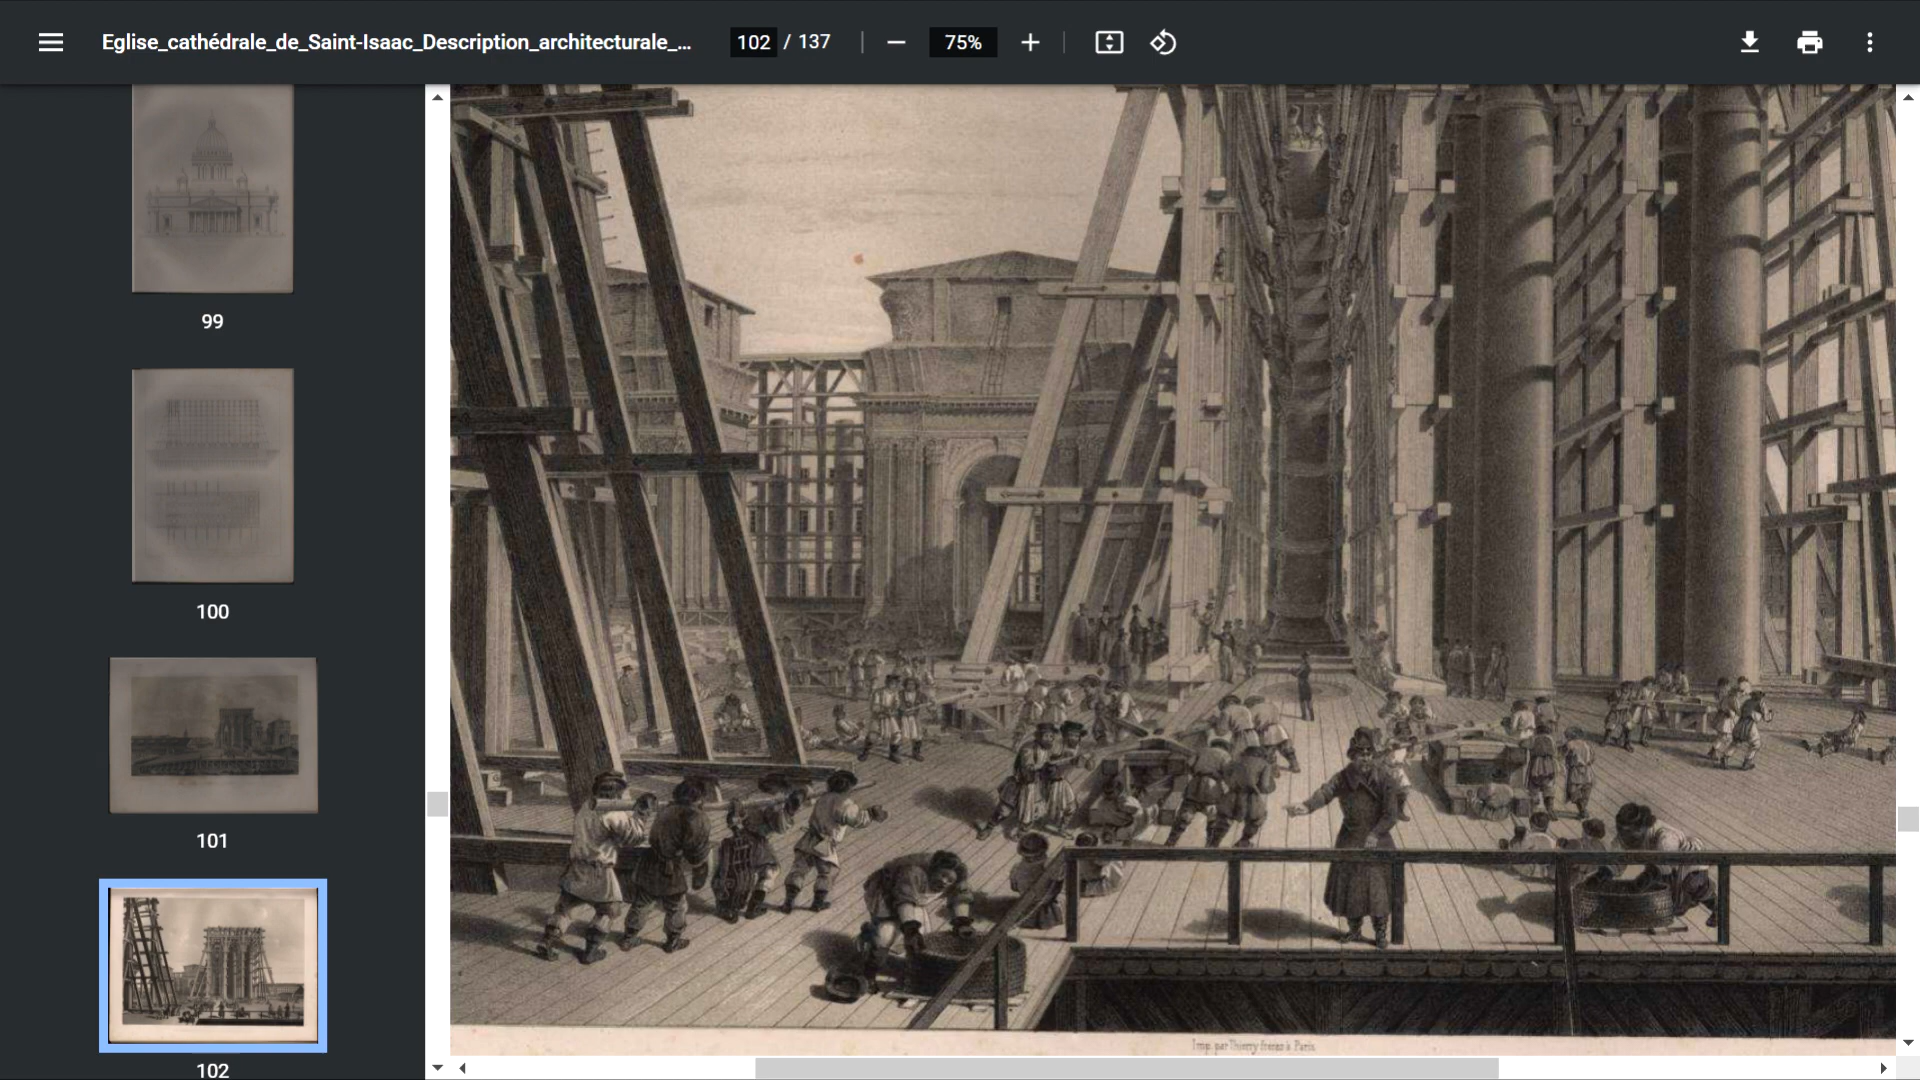 Eglise_cathédrale_de_Saint-Isaac_Description_architecturale_...
102 / 137
75%
99
100
101
102
Imp. par Thierry frères à Paris.